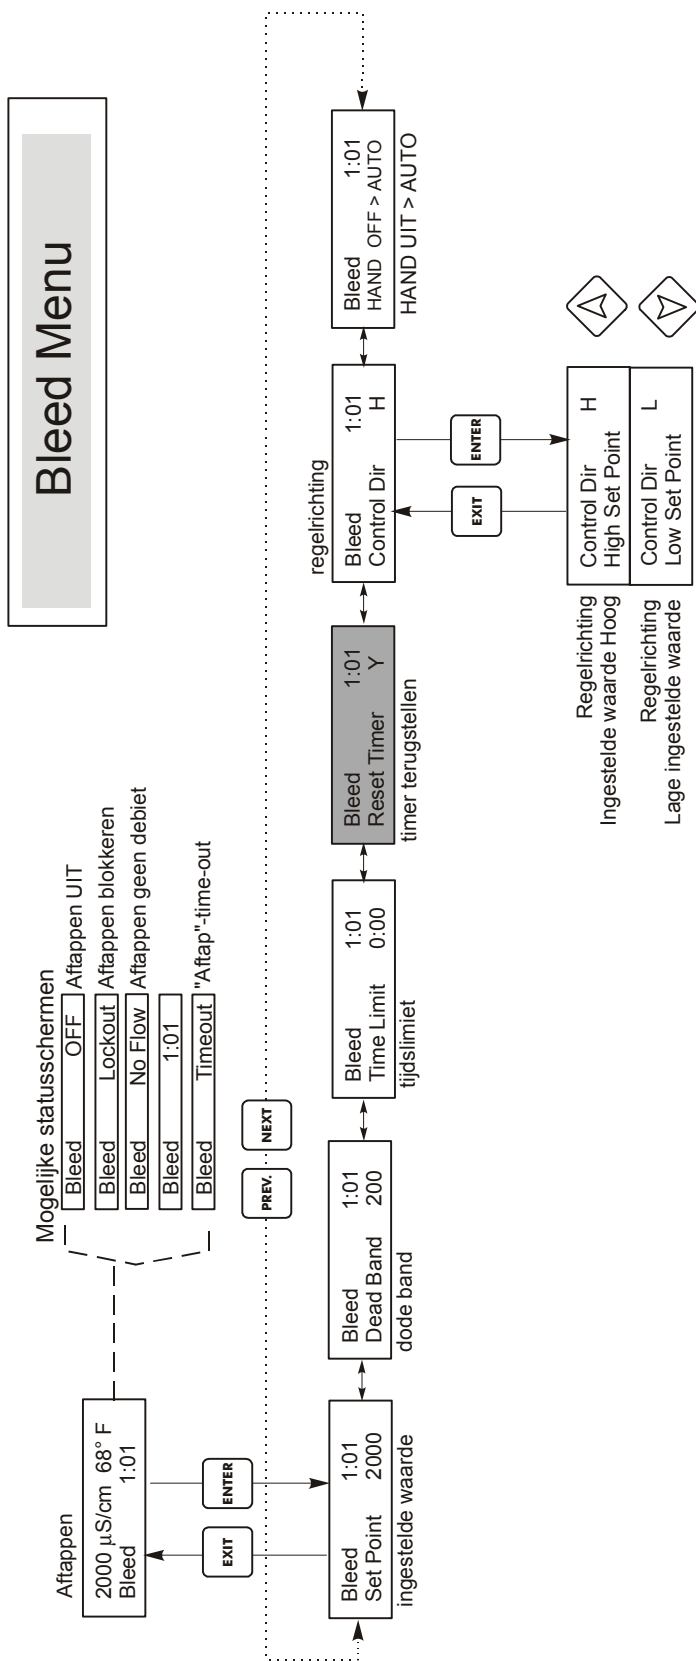 Bleed Menu
Aftappen
2000 µS/cm 68° F
Bleed 1:01
Mogelijke statusschermen
Bleed OFF Aftappen UIT
Bleed Lockout Aftappen blokkeren
Bleed No Flow Aftappen geen debiet
Bleed 1:01
Bleed Timeout "Aftap"-time-out
EXIT
ENTER
PREV.
NEXT
Bleed 1:01
Set Point 2000
ingestelde waarde
Bleed 1:01
Dead Band 200
dode band
Bleed 1:01
Time Limit 0:00
tijdslimiet
Bleed 1:01
Reset Timer Y
timer terugstellen
regelrichting
Bleed 1:01
Control Dir H
Bleed 1:01
HAND OFF > AUTO
HAND UIT > AUTO
EXIT
ENTER
Regelrichting
Ingestelde waarde Hoog
Control Dir H
High Set Point
Regelrichting
Lage ingestelde waarde
Control Dir L
Low Set Point